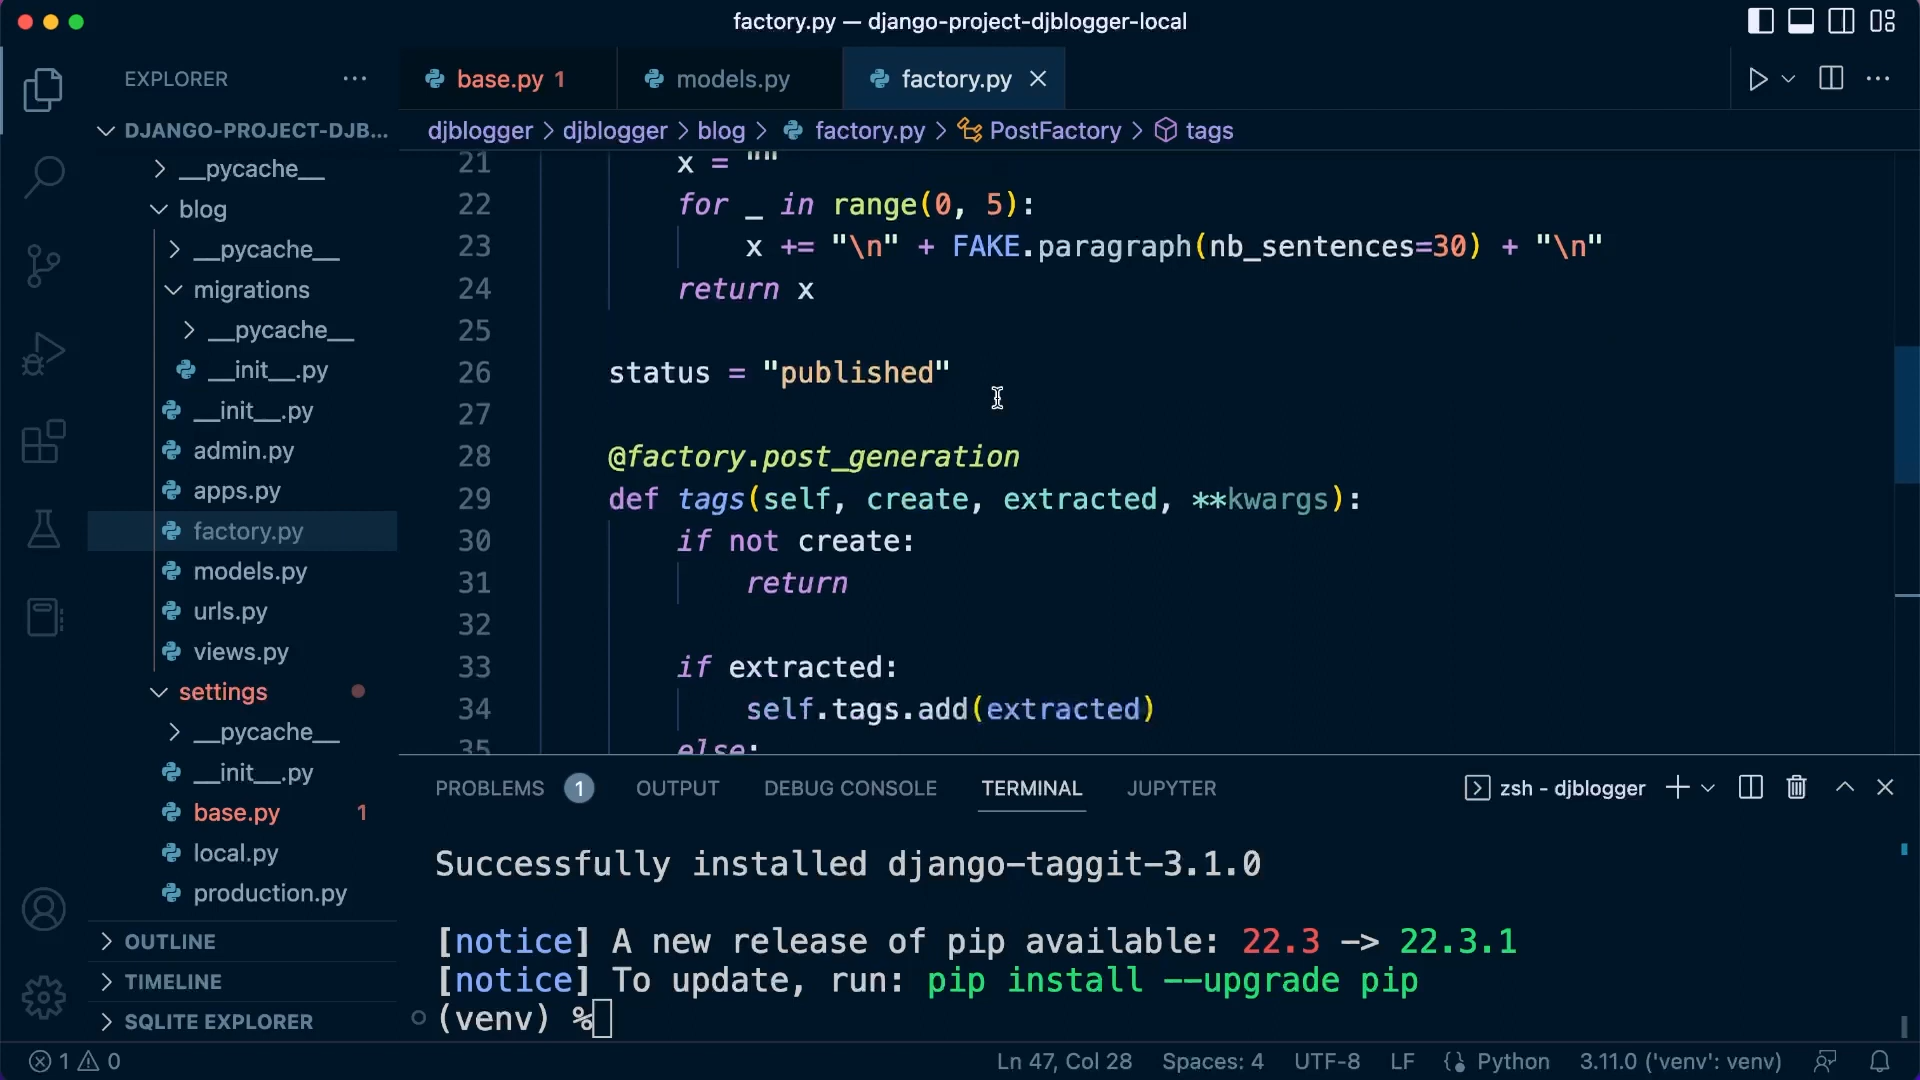 factory.py — django-project-djblogger-local
EXPLORER
base.py 1
models.py
factory.py
DJANGO-PROJECT-DJB...
djblogger > djblogger > blog > factory.py > PostFactory > tags
__pycache__
blog
__pycache__
migrations
__pycache__
__init__.py
__init__.py
admin.py
apps.py
factory.py
models.py
urls.py
views.py
settings
__pycache__
__init__.py
base.py 1
local.py
production.py
OUTLINE
TIMELINE
SQLITE EXPLORER
21 x = ""
22 for _ in range(0, 5):
23 x += "\n" + FAKE.paragraph(nb_sentences=30) + "\n"
24 return x
25
26 status = "published"
27
28 @factory.post_generation
29 def tags(self, create, extracted, **kwargs):
30 if not create:
31 return
32
33 if extracted:
34 self.tags.add(extracted)
35 else:
PROBLEMS 1 OUTPUT DEBUG CONSOLE TERMINAL JUPYTER zsh - djblogger
Successfully installed django-taggit-3.1.0
[notice] A new release of pip available: 22.3 -> 22.3.1
[notice] To update, run: pip install --upgrade pip
(venv) %
1 0 Ln 47, Col 28 Spaces: 4 UTF-8 LF Python 3.11.0 ('venv': venv)